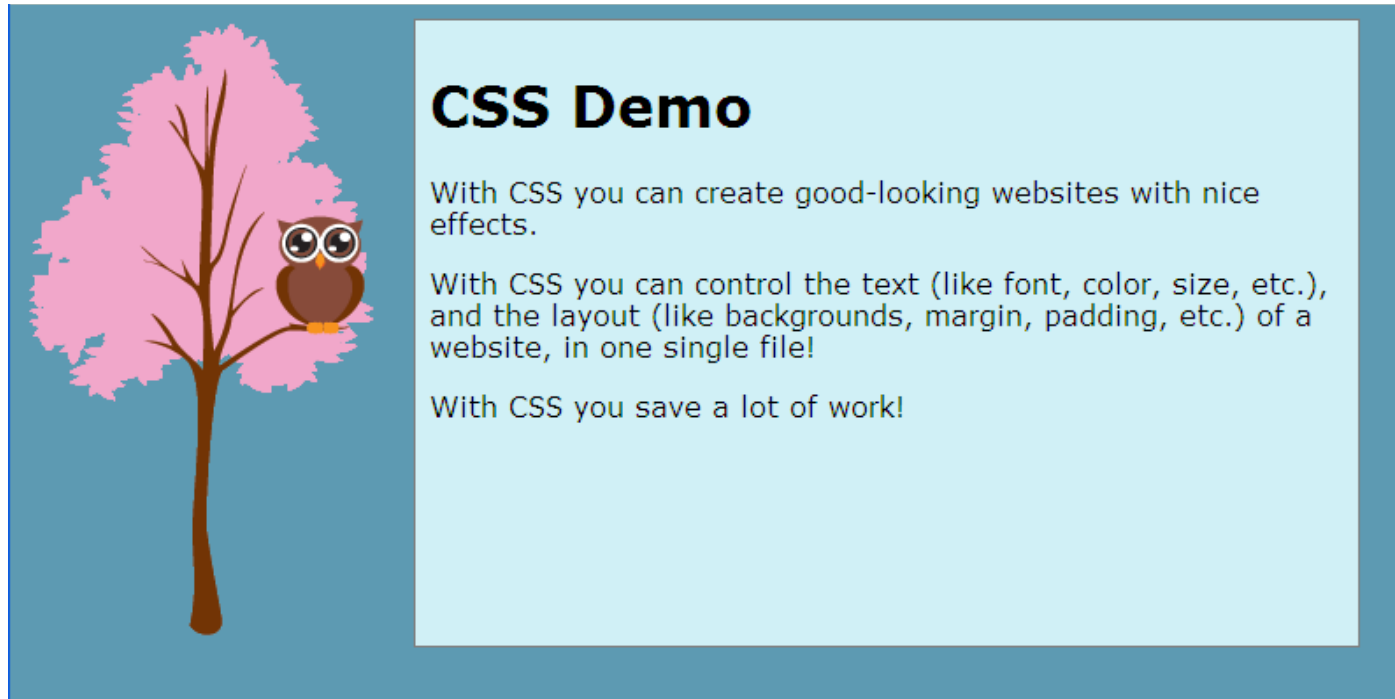 CSS Demo
With CSS you can create good-looking websites with nice
effects.
With CSS you can control the text (like font, color, size, etc.),
and the layout (like backgrounds, margin, padding, etc.) of a
website, in one single file!
With CSS you save a lot of work!